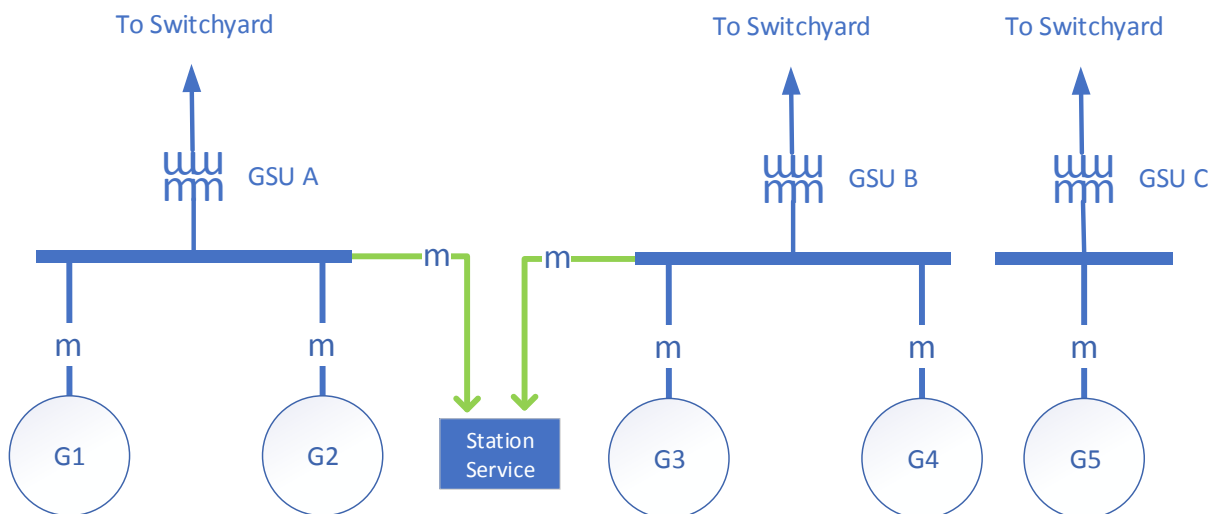 To Switchyard
To Switchyard
To Switchyard
GSU A
GSU B
GSU C
m
m
m
m
m
m
m
G1
G2
Station
Service
G3
G4
G5